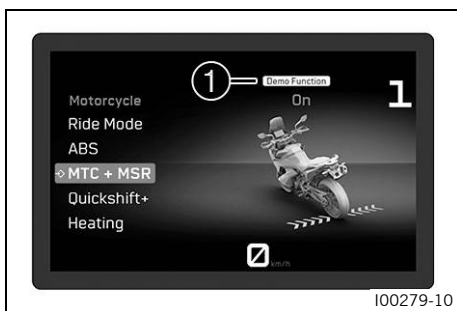 1
Demo Function
1
Motorcycle
On
Ride Mode
ABS
MTC + MSR
Quickshift+
Heating
0 km/h
I00279-10